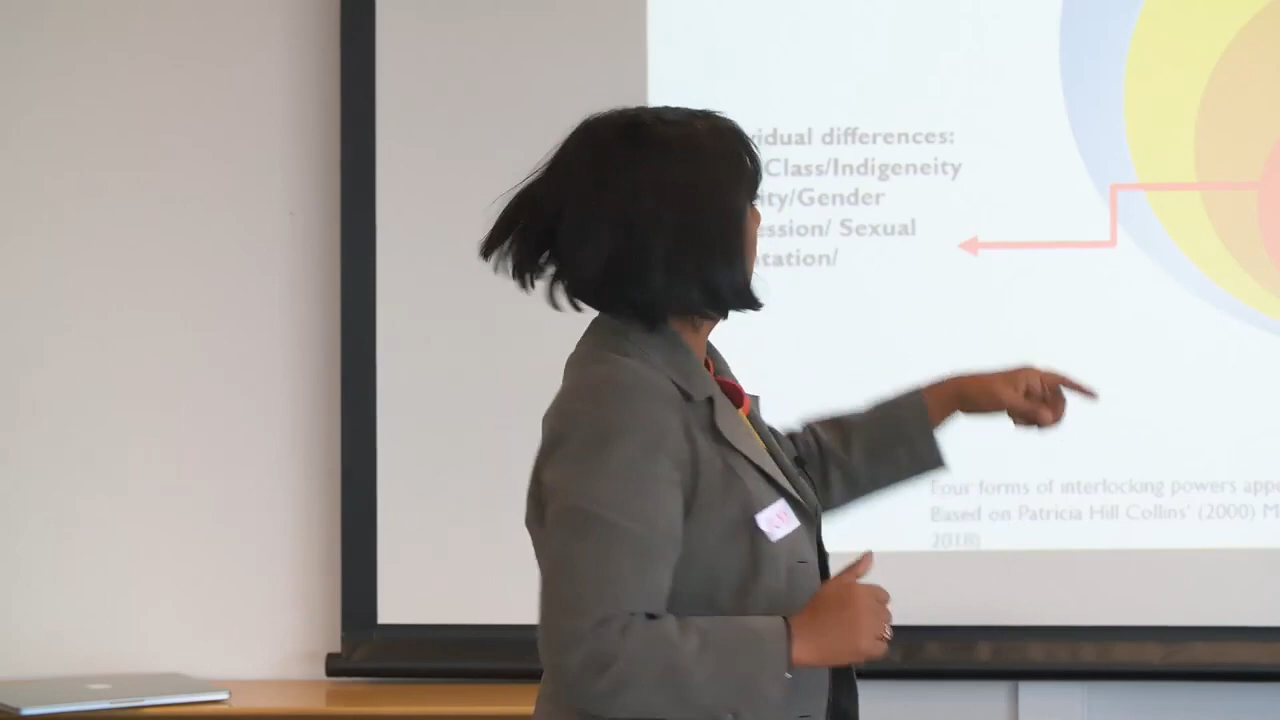 vidual differences:
Class/Indigeneity
ity/Gender
ession/ Sexual
ntation/
Four forms of interlocking powers appe
Based on Patricia Hill Collins' (2000) M
2018)